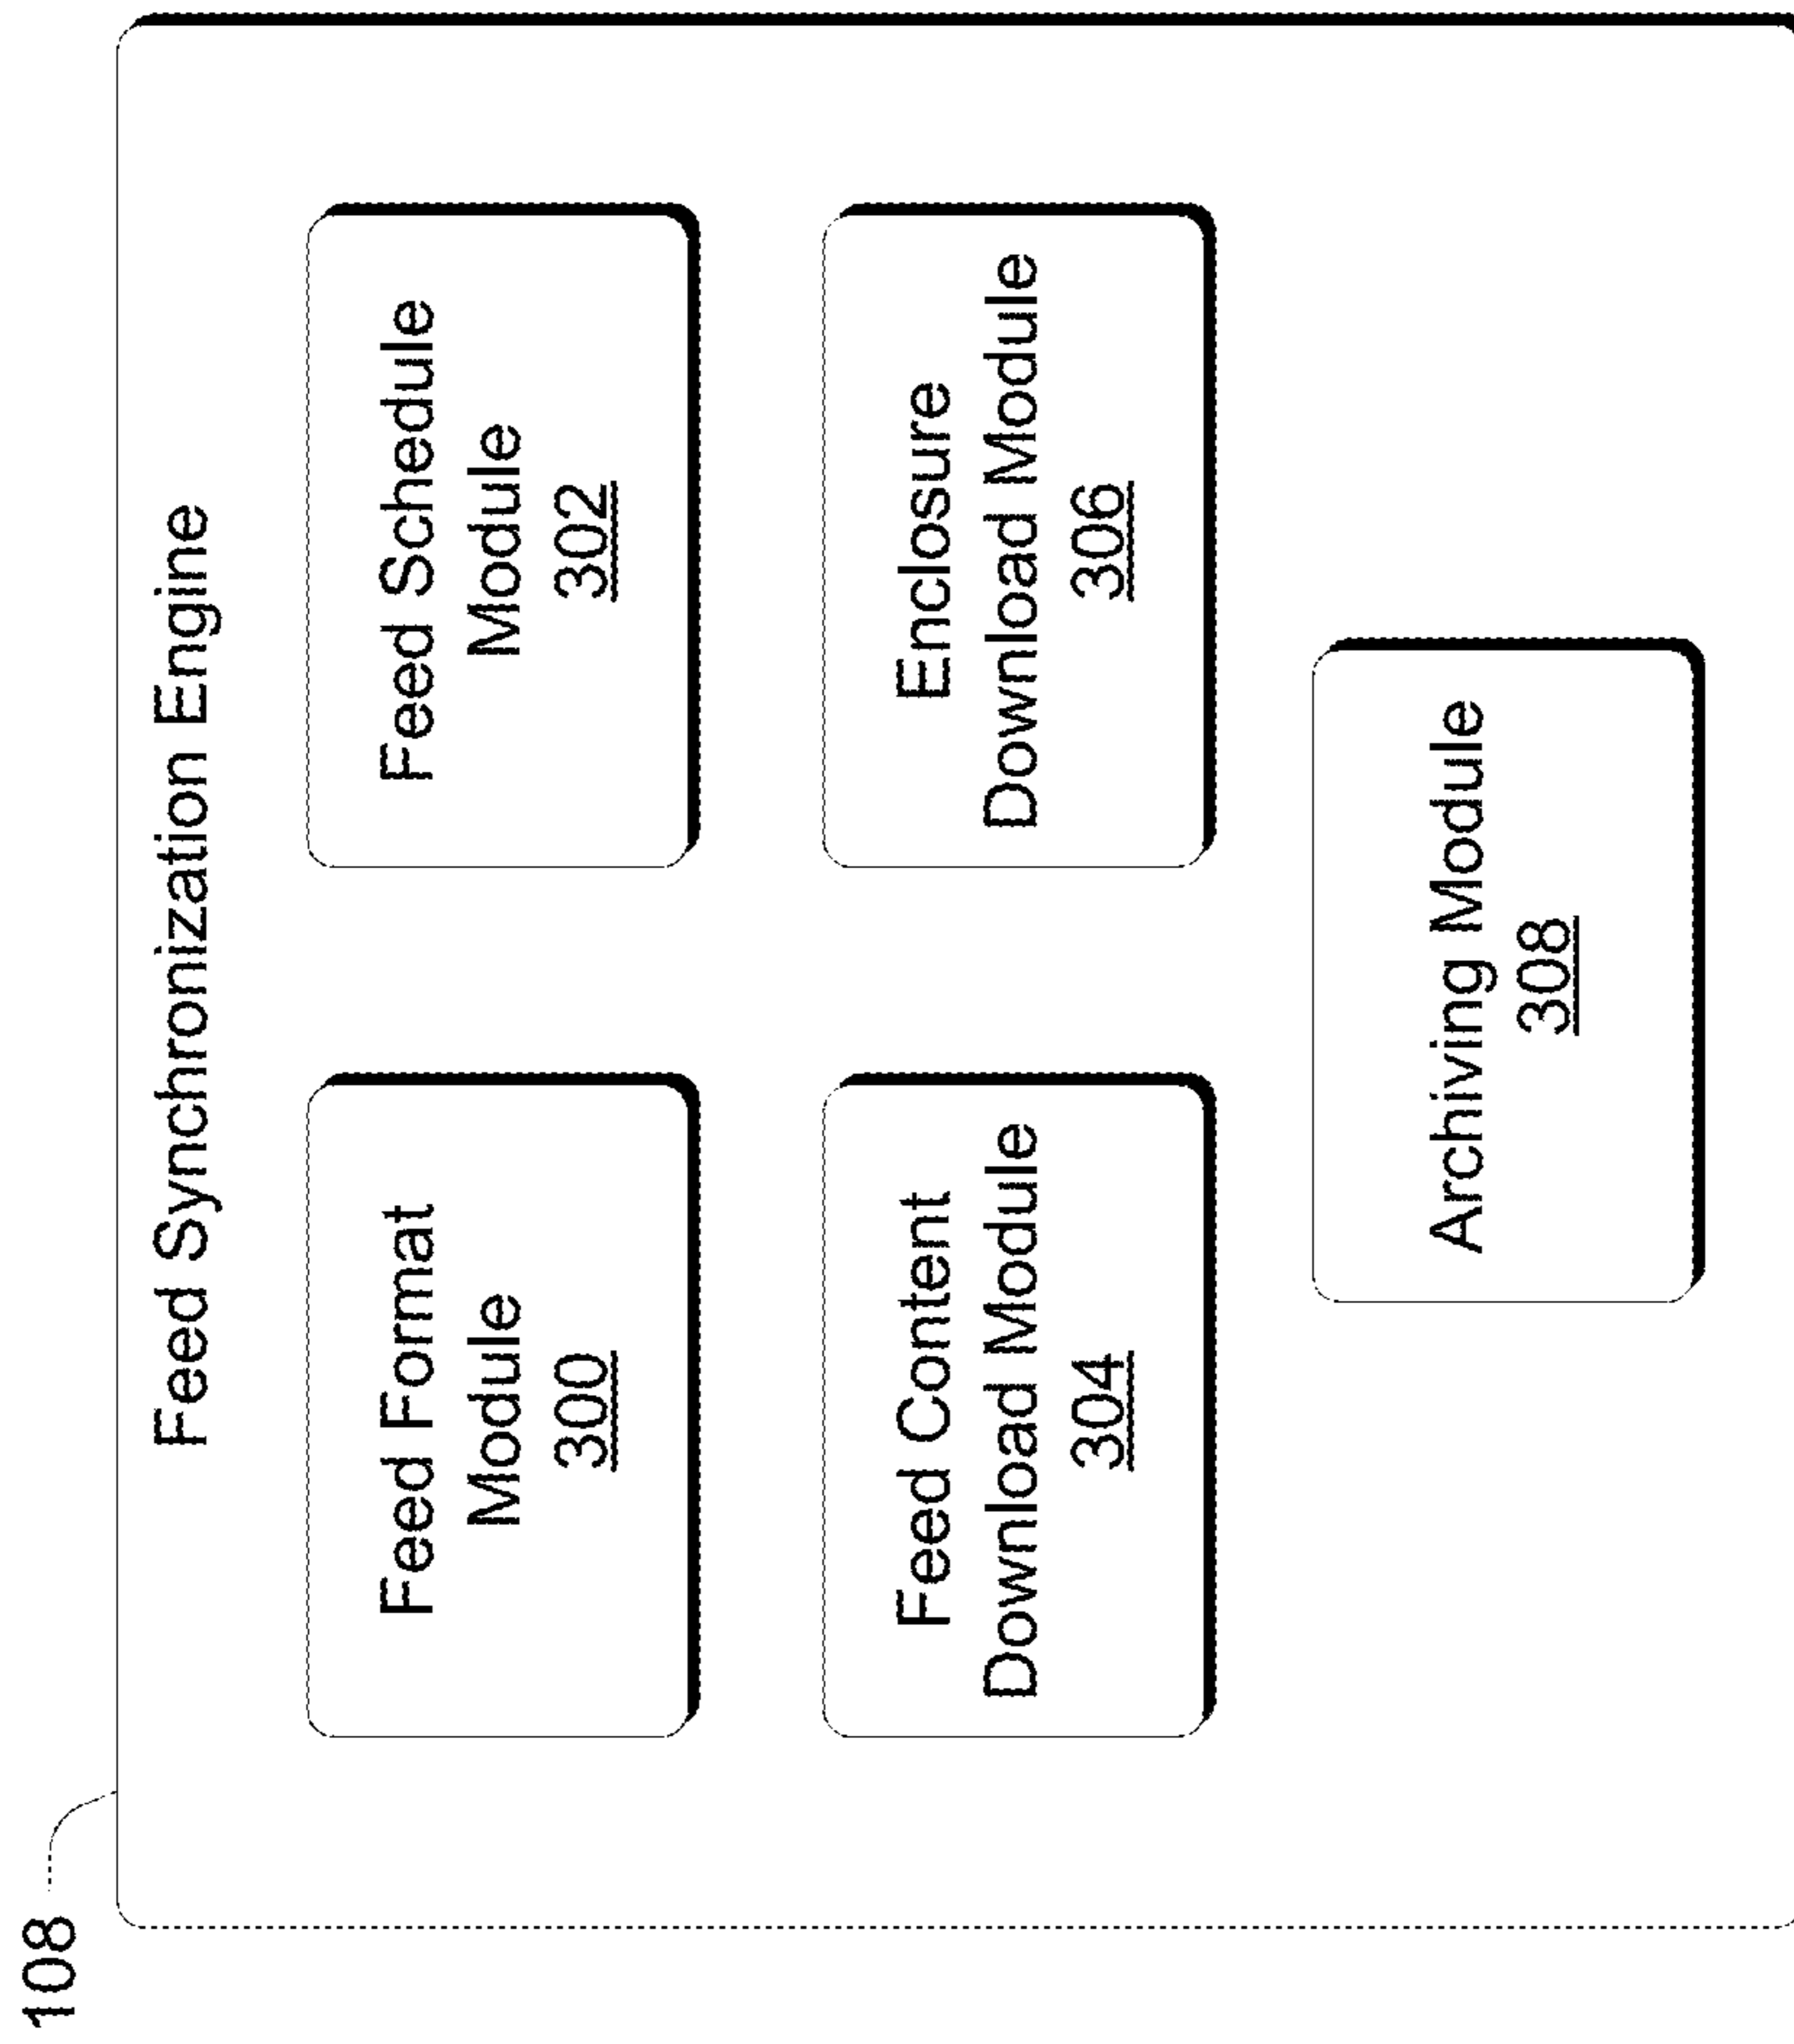 108
Feed Synchronization Engine
Feed Format
Module
300
Feed Schedule
Module
302
Feed Content
Download Module
304
Enclosure
Download Module
306
Archiving Module
308